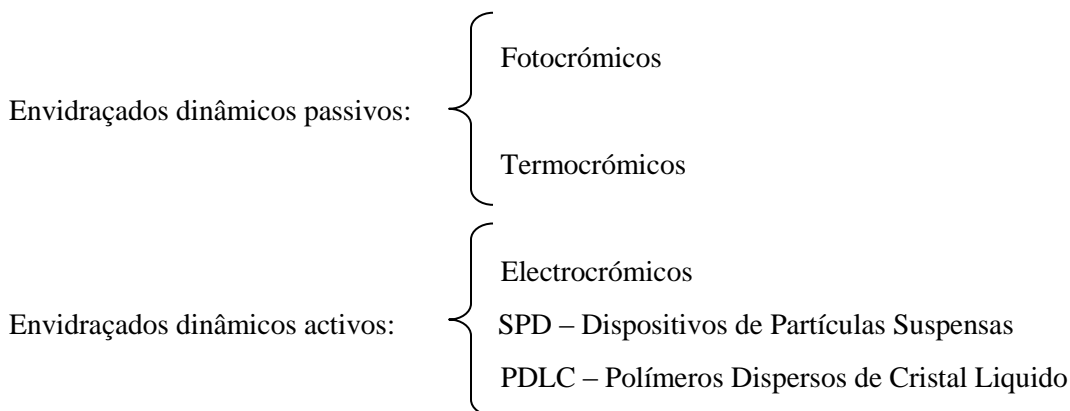 Fotocrómicos
Envidraçados dinâmicos passivos:
Termocrómicos
Electrocrómicos
Envidraçados dinâmicos activos:
SPD – Dispositivos de Partículas Suspensas
PDLC – Polímeros Dispersos de Cristal Liquido